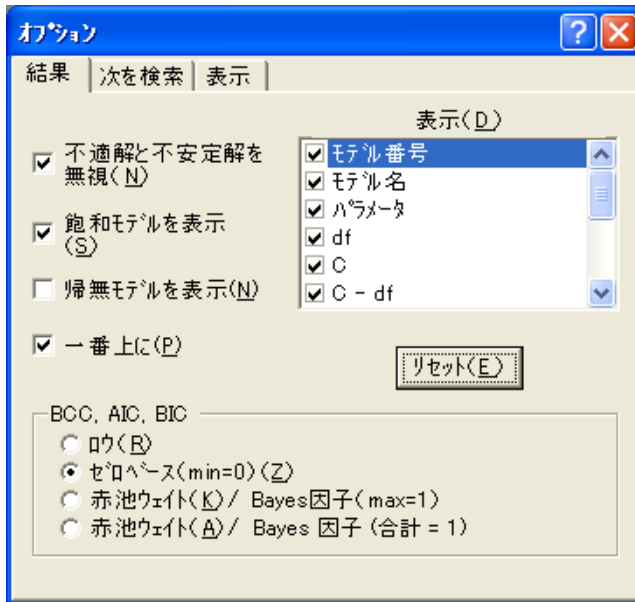 ｵﾌﾟｼｮﾝ
結果
次を検索
表示
表示(D)
不適解と不安定解を
無視(N)
飽和ﾓﾃﾞﾙを表示
(S)
帰無ﾓﾃﾞﾙを表示(N)
一番上に(P)
ﾓﾃﾞﾙ番号
ﾓﾃﾞﾙ名
ﾊﾟﾗﾒｰﾀ
df
C
C - df
ﾘｾｯﾄ(E)
BCC, AIC, BIC
ﾛｳ(R)
ｾﾞﾛﾍﾞｰｽ(min=0)(Z)
赤池ｳｪｲﾄ(K)/ Bayes因子(max=1)
赤池ｳｪｲﾄ(A)/ Bayes 因子 (合計 = 1)